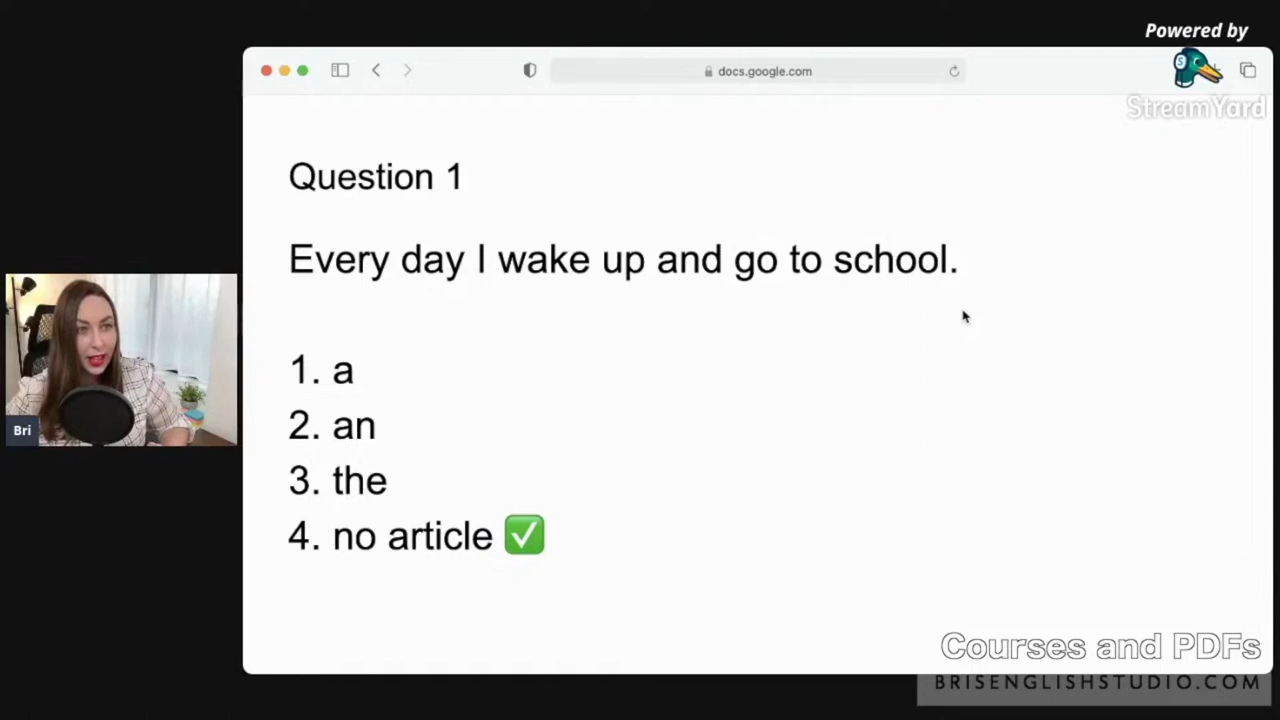 Powered by
docs.google.com
StreamYard
Question 1
Every day I wake up and go to school.
1. a
2. an
3. the
4. no article ✅
Bri
Courses and PDFs
BRISENGLISHSTUDIO.COM